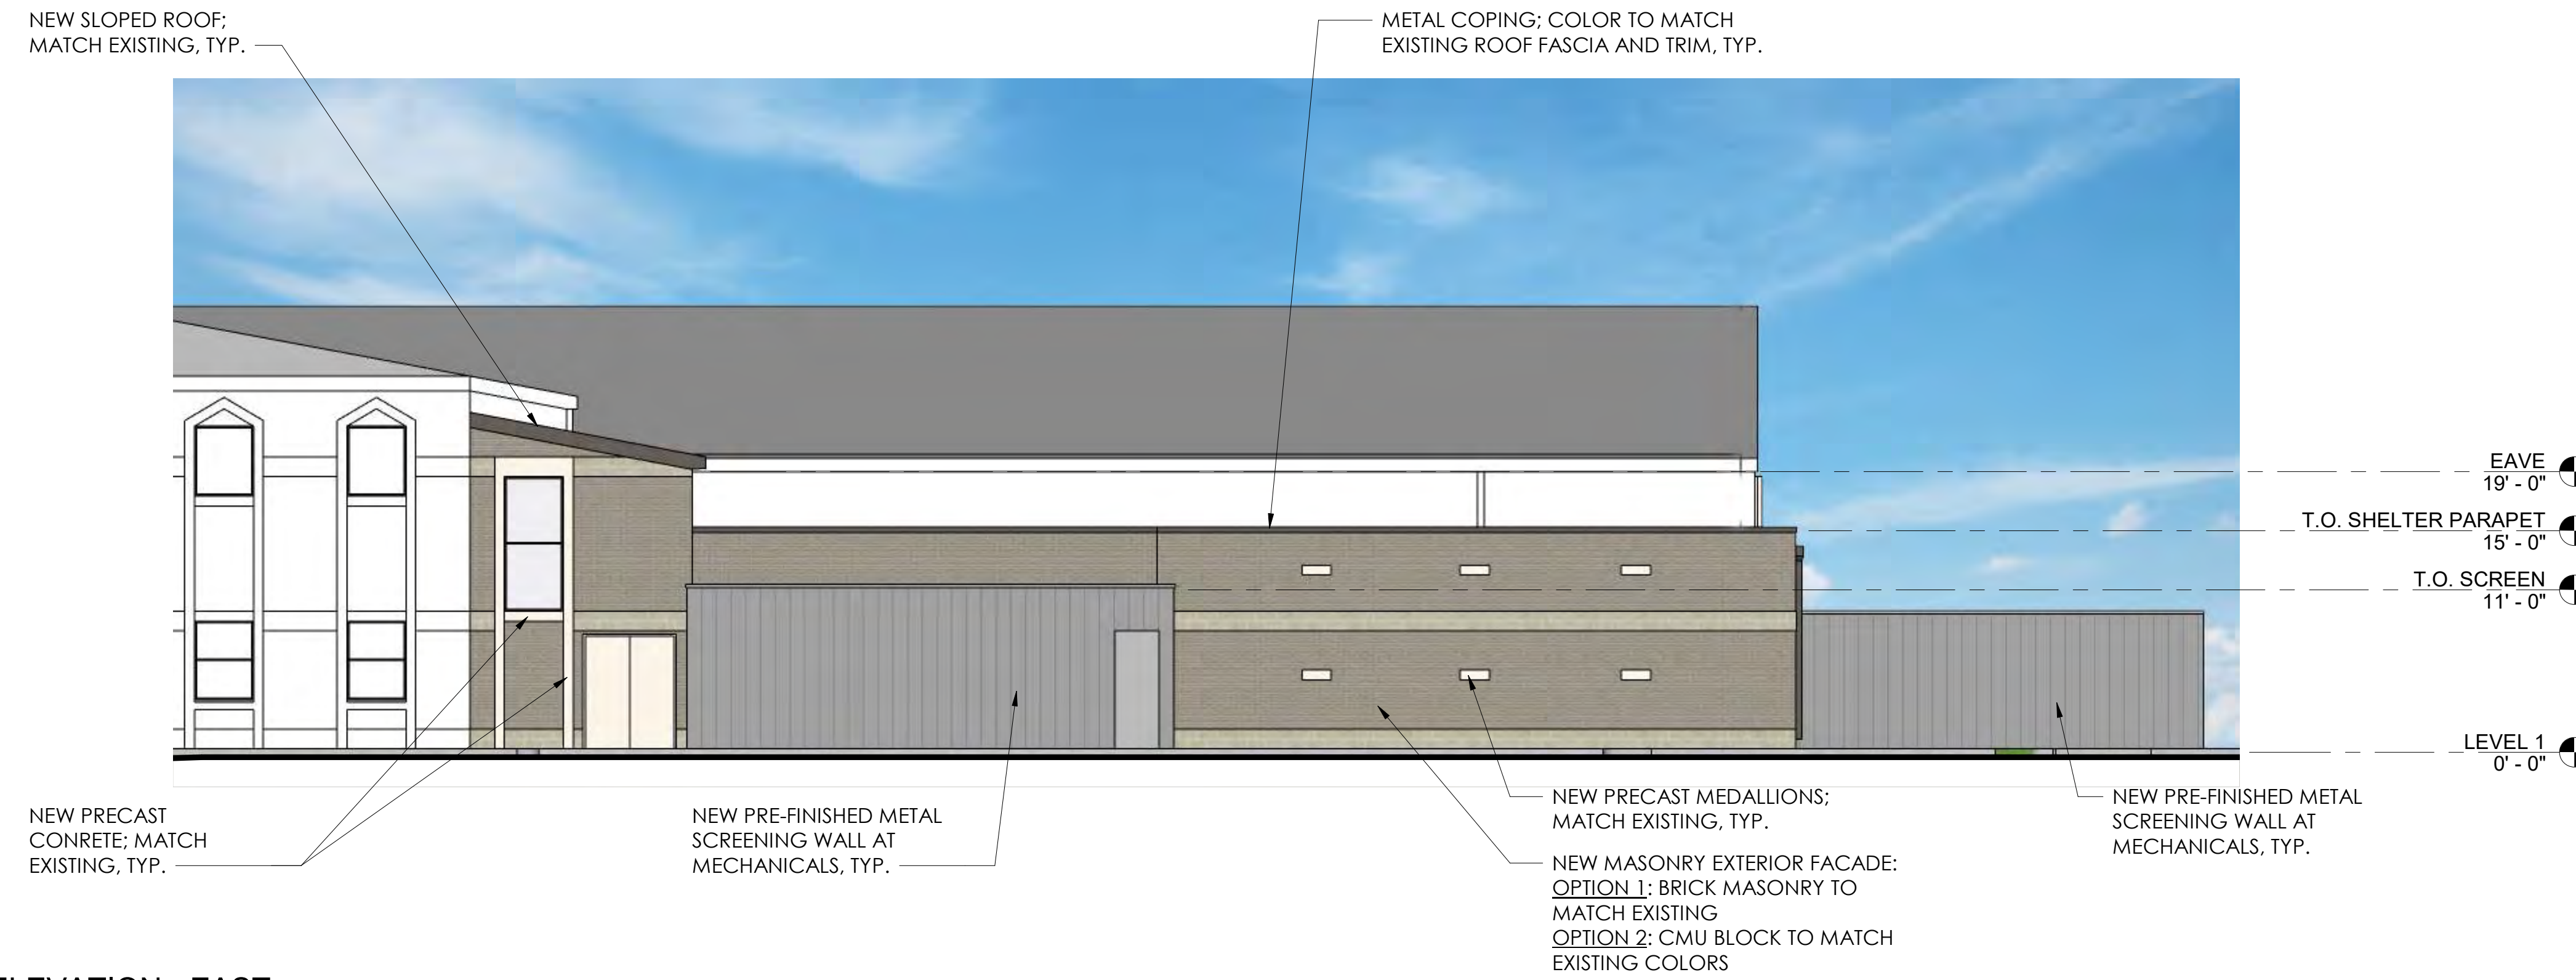 NEW SLOPED ROOF;
MATCH EXISTING, TYP.
METAL COPING; COLOR TO MATCH
EXISTING ROOF FASCIA AND TRIM, TYP.
EAVE
19' - 0"
T.O. SHELTER PARAPET
15' - 0"
T.O. SCREEN
11' - 0"
LEVEL 1
0' - 0"
NEW PRECAST
CONRETE; MATCH
EXISTING, TYP.
NEW PRE-FINISHED METAL
SCREENING WALL AT
MECHANICALS, TYP.
NEW PRECAST MEDALLIONS;
MATCH EXISTING, TYP.
NEW MASONRY EXTERIOR FACADE:
OPTION 1: BRICK MASONRY TO
MATCH EXISTING
OPTION 2: CMU BLOCK TO MATCH
EXISTING COLORS
NEW PRE-FINISHED METAL
SCREENING WALL AT
MECHANICALS, TYP.
ELEVATION - EAST